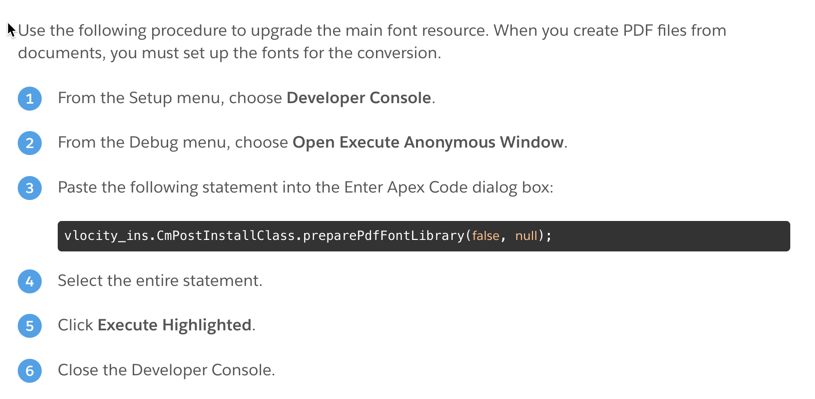 Use the following procedure to upgrade the main font resource. When you create PDF files from
documents, you must set up the fonts for the conversion.
1 From the Setup menu, choose Developer Console.
2 From the Debug menu, choose Open Execute Anonymous Window.
3 Paste the following statement into the Enter Apex Code dialog box:
vlocity_ins.CmPostInstallClass.preparePdfFontLibrary(false, null);
4 Select the entire statement.
5 Click Execute Highlighted.
6 Close the Developer Console.